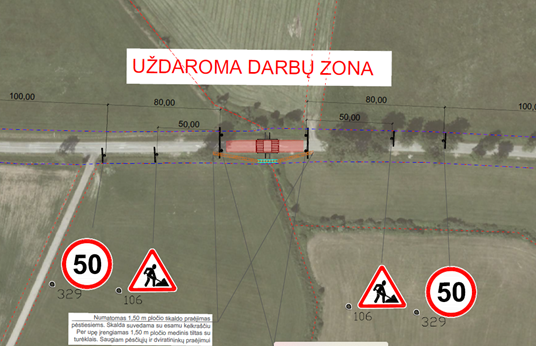 UŽDAROMA DARBŲ ZONA
100,00
80,00
50,00
50,00
80,00
100,0
50
50
329
106
106
329
Numatomas 1,50 m pločio skaldo praėjimas
pėstiesiems. Skalda suvedama su esamu kelkraščiu
Per upę įrengiamas 1,50 m pločio medinis tiltas su
turėklais. Saugiam pėsčiųjų ir dviratininkų praėjimui